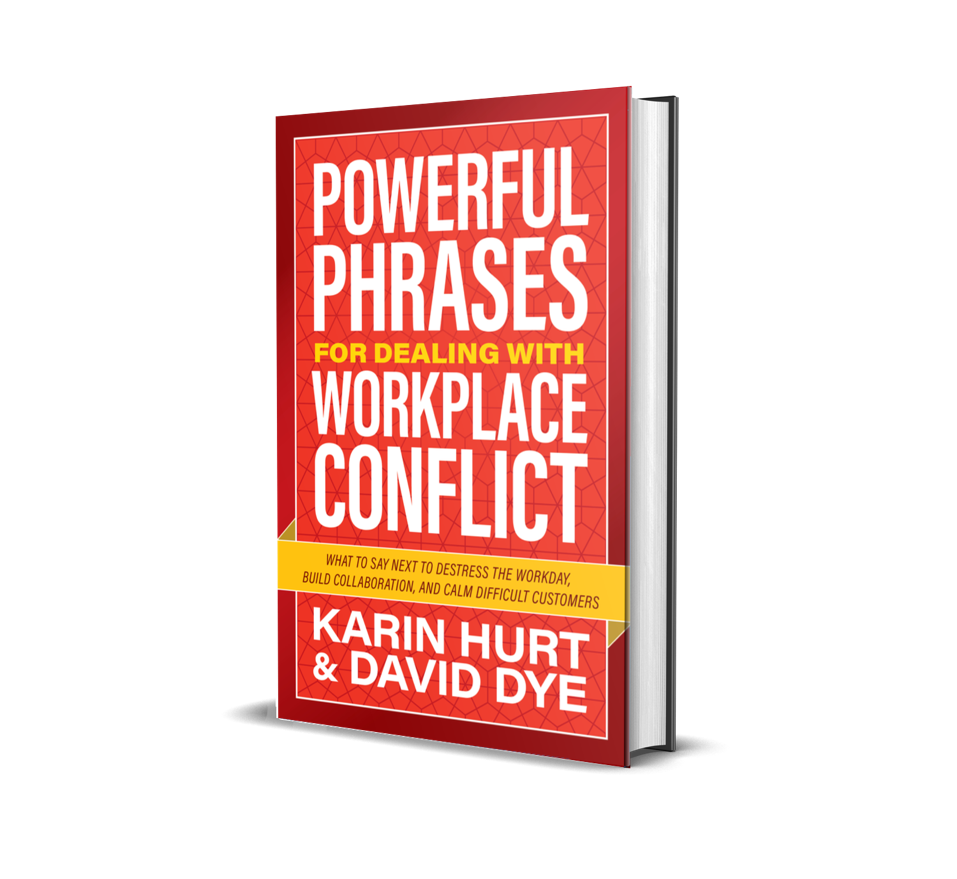 POWERFUL
PHRASES
FOR DEALING WITH
WORKPLACE
CONFLICT
WHAT TO SAY NEXT TO DESTRESS THE WORKDAY,
BUILD COLLABORATION, AND CALM DIFFICULT CUSTOMERS
KARIN HURT
& DAVID DYE